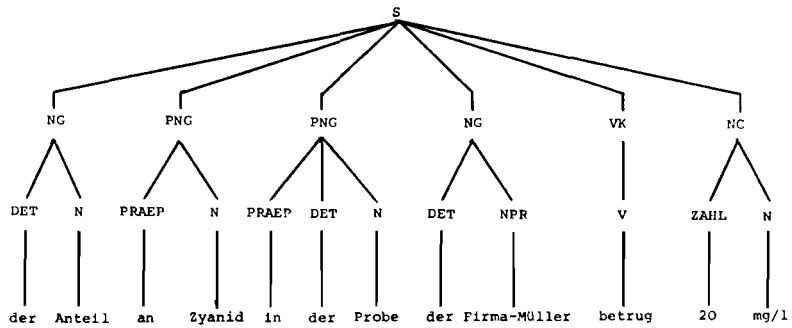 S
NG PNG PNG NG VK NC
DET N PRAEP N PRAEP DET N DET NPR V ZAHL N
der Anteil an Zyanid in der Probe der Firma-Müller betrug 20 mg/l